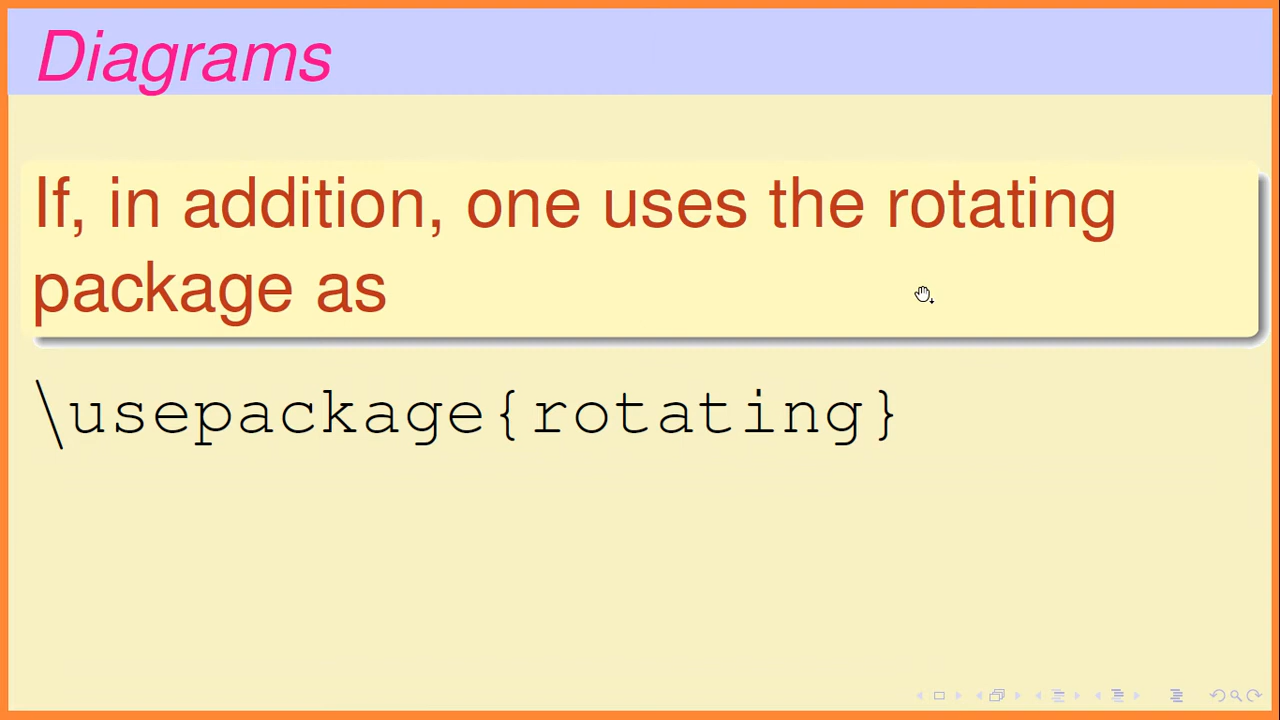 Diagrams
If, in addition, one uses the rotating
package as
\usepackage{rotating}